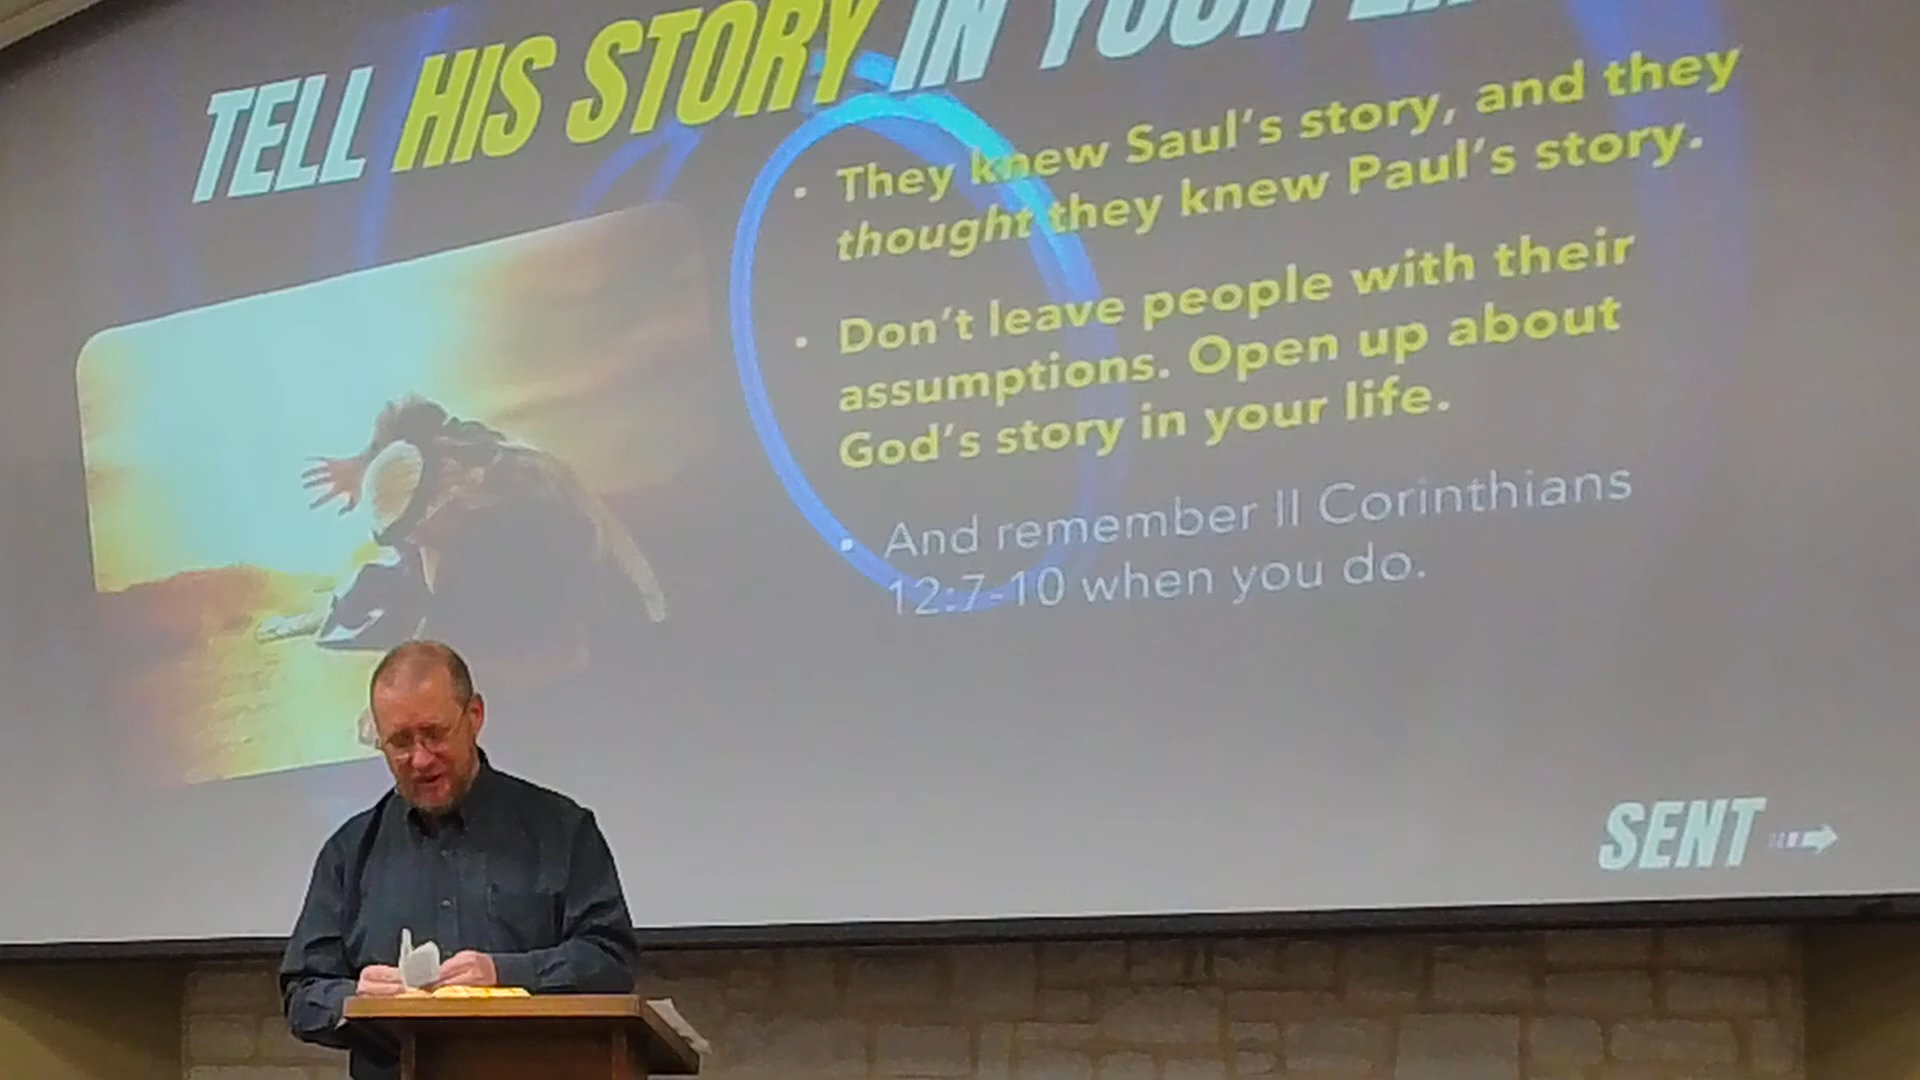 TELL HIS STORY IN YOUR
• They knew Saul's story, and they
thought they knew Paul's story.
• Don't leave people with their
assumptions. Open up about
God's story in your life.
• And remember II Corinthians
12:7-10 when you do.
SENT